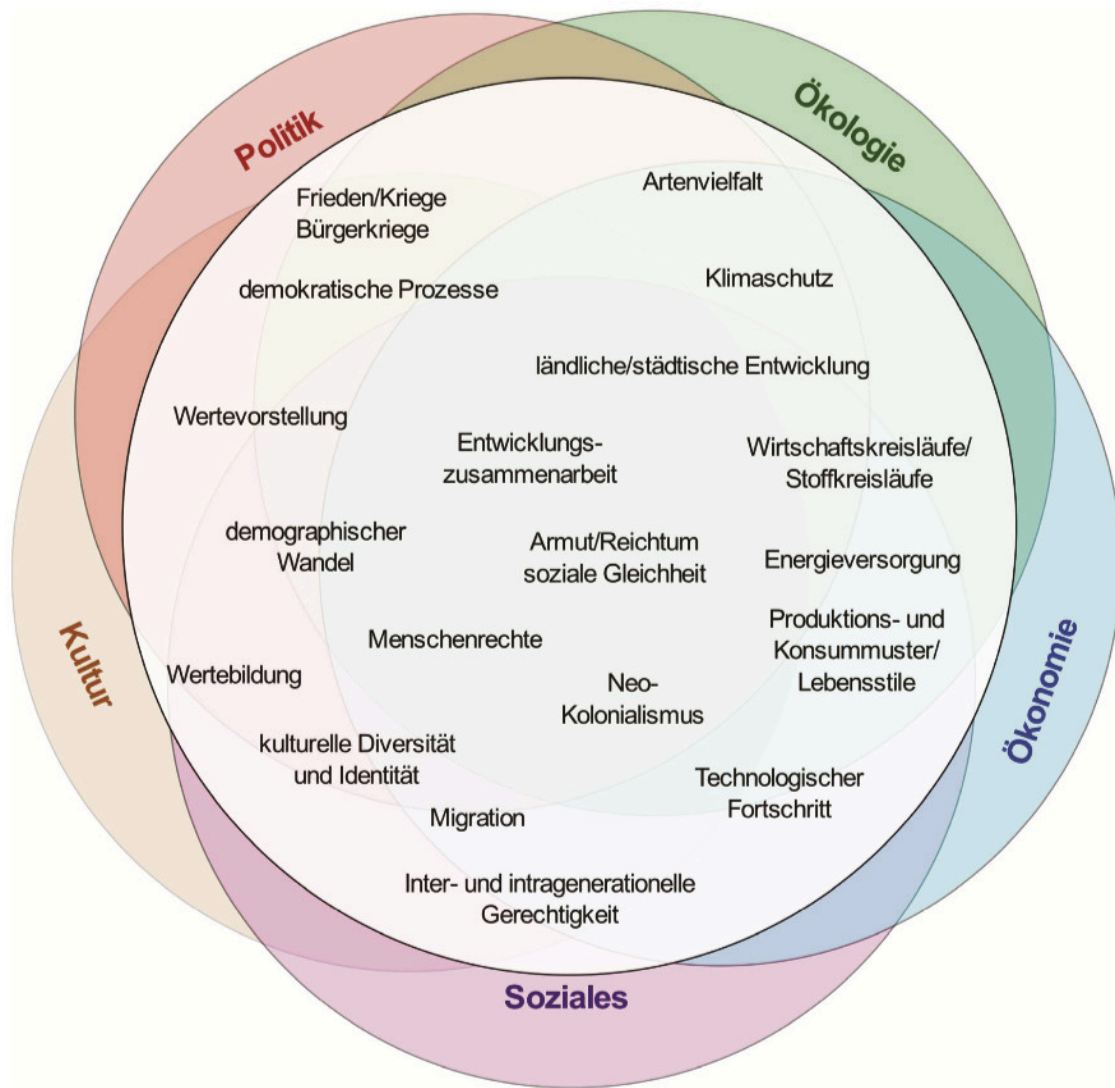 Politik
Ökologie
Frieden/Kriege
Bürgerkriege
Artenvielfalt
demokratische Prozesse
Klimaschutz
ländliche/städtische Entwicklung
Wertevorstellung
Entwicklungs-
zusammenarbeit
Wirtschaftskreisläufe/
Stoffkreisläufe
demographischer
Wandel
Armut/Reichtum
soziale Gleichheit
Energieversorgung
Menschenrechte
Produktions- und
Konsummuster/
Lebensstile
Kultur
Wertebildung
Neo-
Kolonialismus
Ökonomie
kulturelle Diversität
und Identität
Technologischer
Fortschritt
Migration
Inter- und intragenerationelle
Gerechtigkeit
Soziales